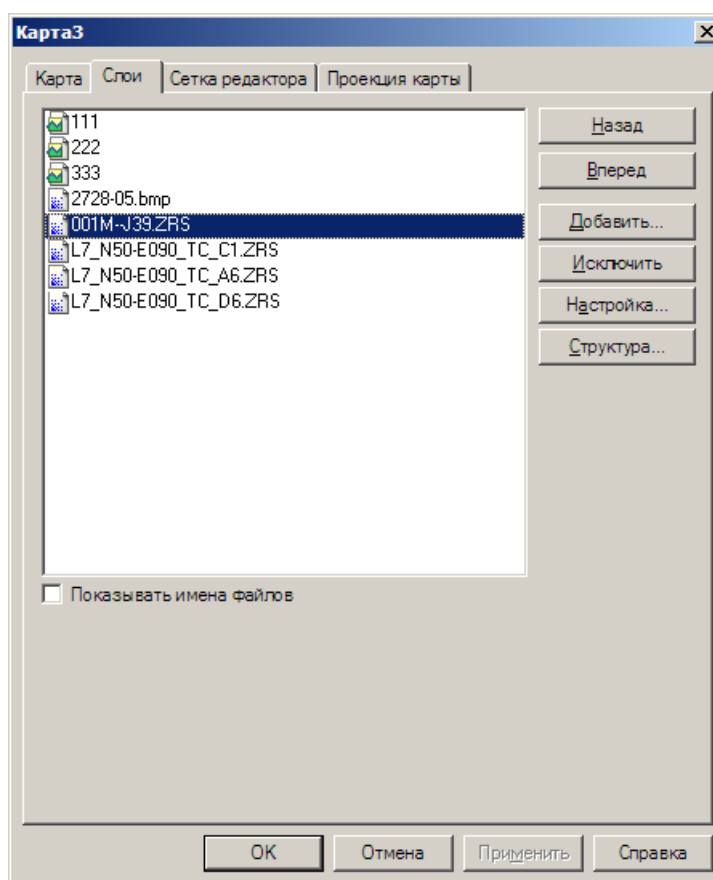 Карта3
Карта Слои Сетка редактора Проекция карты
111
222
333
2728-05.bmp
001M--J39.ZRS
L7_N50-E090_TC_C1.ZRS
L7_N50-E090_TC_A6.ZRS
L7_N50-E090_TC_D6.ZRS
Назад
Вперед
Добавить...
Исключить
Настройка...
Структура...
Показывать имена файлов
OK Отмена Применить Справка